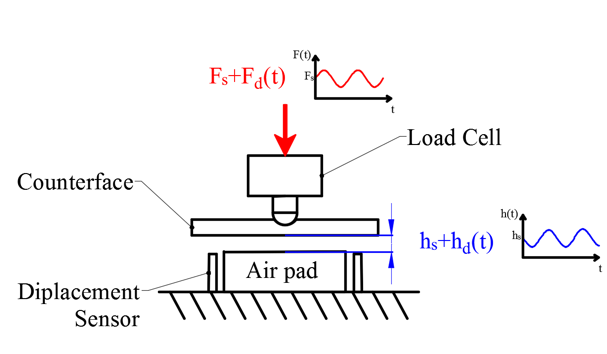 F(t)
Fs+Fd(t)
Fs
t
Load Cell
Counterface
h(t)
hs
hs+hd(t)
t
Air pad
Diplacement
Sensor